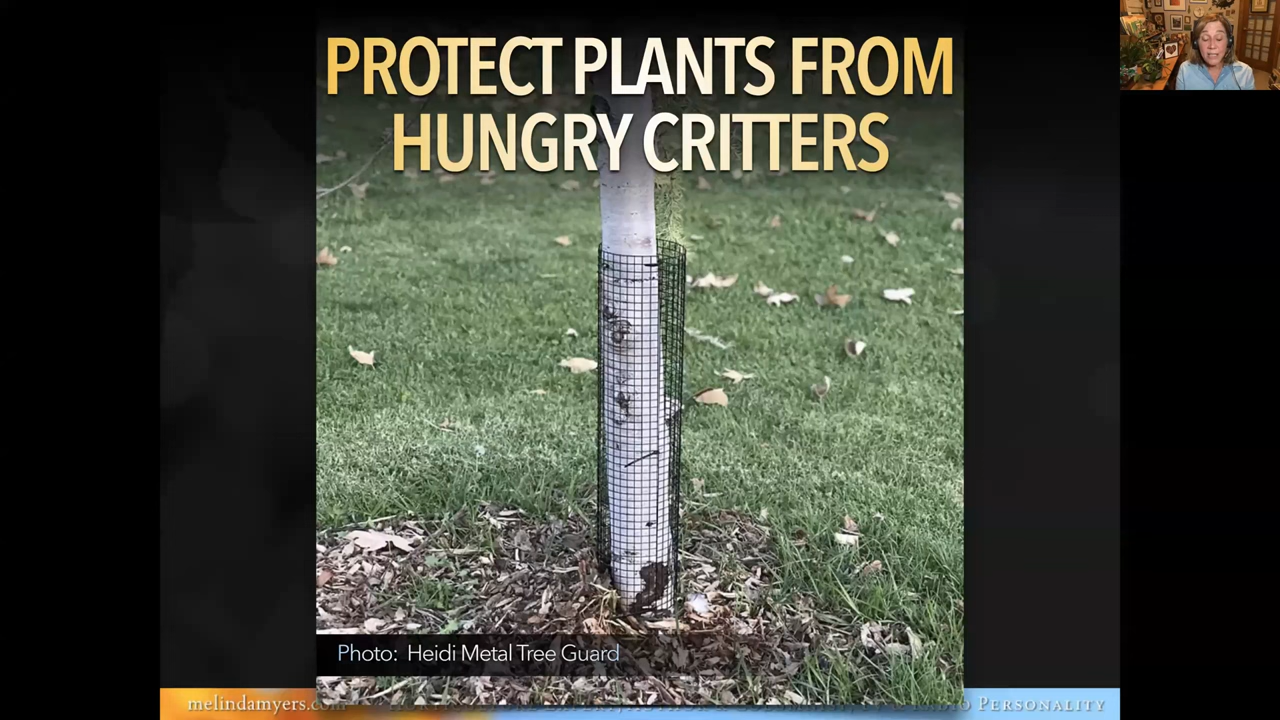 PROTECT PLANTS FROM
HUNGRY CRITTERS
Photo: Heidi Metal Tree Guard
melindamyers.com
PERSONALITY